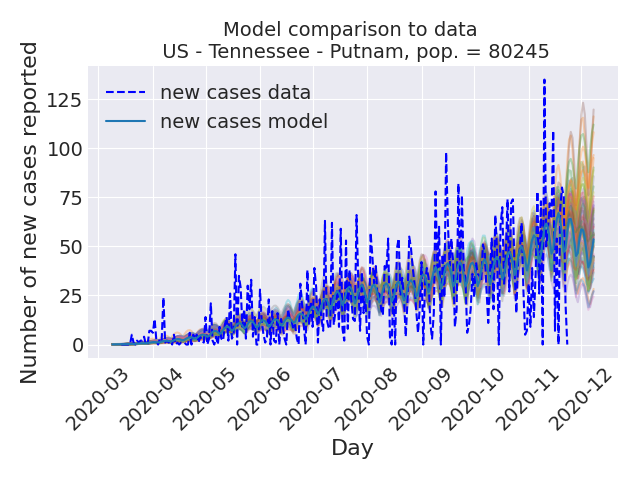 Model comparison to data
US - Tennessee - Putnam, pop. = 80245
Number of new cases reported
new cases data
new cases model
125
100
75
50
25
0
2020-03
2020-04
2020-05
2020-06
2020-07
2020-08
2020-09
2020-10
2020-11
2020-12
Day